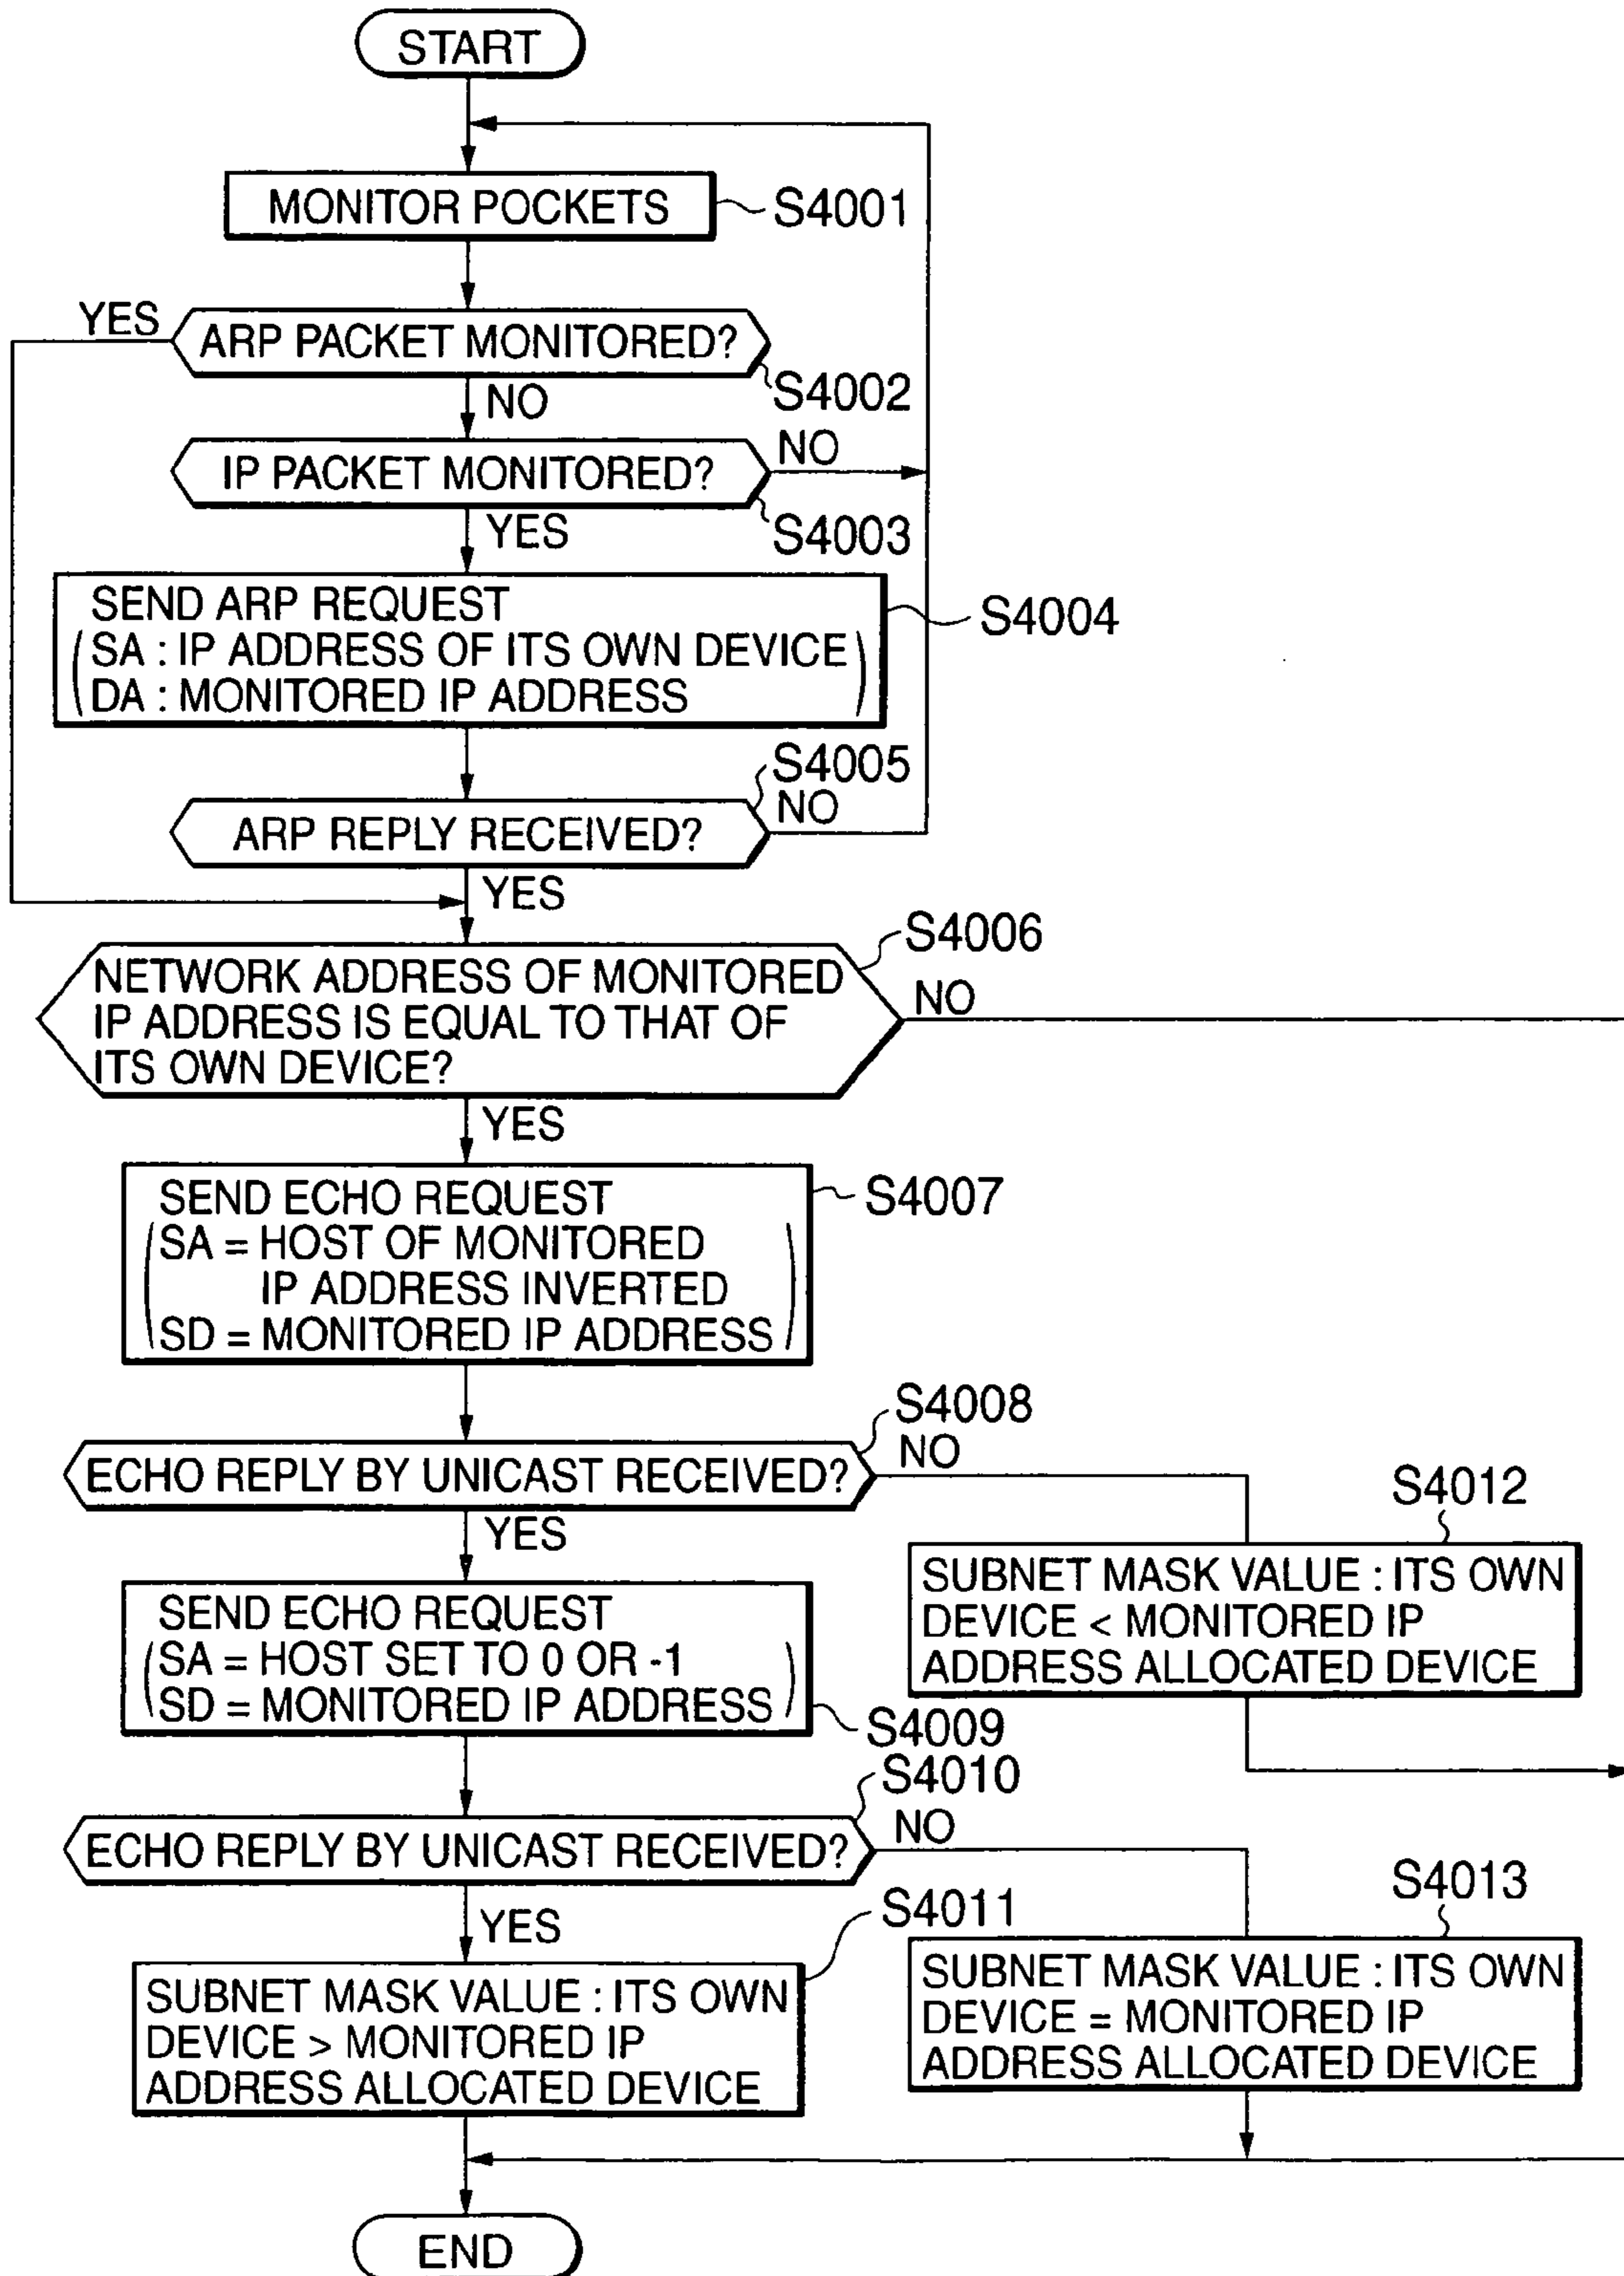 START
MONITOR POCKETS
S4001
YES
ARP PACKET MONITORED?
S4002
NO
IP PACKET MONITORED?
NO
S4003
YES
SEND ARP REQUEST
(SA : IP ADDRESS OF ITS OWN DEVICE
DA : MONITORED IP ADDRESS)
S4004
S4005
NO
ARP REPLY RECEIVED?
YES
S4006
NETWORK ADDRESS OF MONITORED
IP ADDRESS IS EQUAL TO THAT OF
ITS OWN DEVICE?
NO
YES
SEND ECHO REQUEST
(SA = HOST OF MONITORED
IP ADDRESS INVERTED
SD = MONITORED IP ADDRESS)
S4007
S4008
NO
ECHO REPLY BY UNICAST RECEIVED?
YES
S4012
SUBNET MASK VALUE : ITS OWN
DEVICE < MONITORED IP
ADDRESS ALLOCATED DEVICE
SEND ECHO REQUEST
(SA = HOST SET TO 0 OR -1
SD = MONITORED IP ADDRESS)
S4009
S4010
NO
ECHO REPLY BY UNICAST RECEIVED?
YES
S4011
SUBNET MASK VALUE : ITS OWN
DEVICE > MONITORED IP
ADDRESS ALLOCATED DEVICE
S4013
SUBNET MASK VALUE : ITS OWN
DEVICE = MONITORED IP
ADDRESS ALLOCATED DEVICE
END